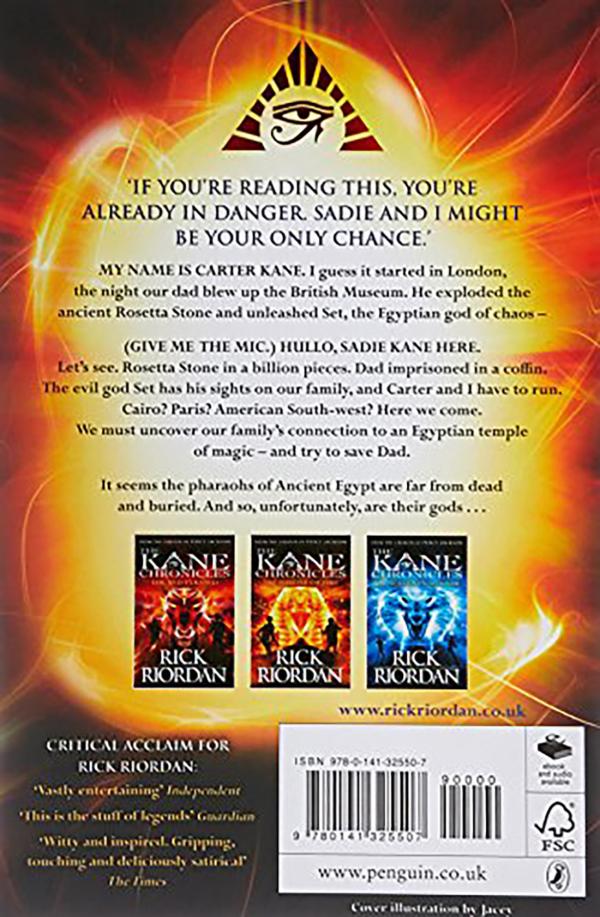 ‘IF YOU’RE READING THIS, YOU’RE
ALREADY IN DANGER. SADIE AND I MIGHT
BE YOUR ONLY CHANCE.’
MY NAME IS CARTER KANE. I guess it started in London,
the night our dad blew up the British Museum. He exploded the
ancient Rosetta Stone and unleashed Set, the Egyptian god of chaos –
(GIVE ME THE MIC.) HULLO, SADIE KANE HERE.
Let’s see. Rosetta Stone in a billion pieces. Dad imprisoned in a coffin.
The evil god Set has his sights on our family, and Carter and I have to run.
Cairo? Paris? American South-west? Here we come.
We must uncover our family’s connection to an Egyptian temple
of magic – and try to save Dad.
It seems the pharaohs of Ancient Egypt are far from dead
and buried. And so, unfortunately, are their gods . . .
THE
KANE
CHRONICLES
RICK
RIORDAN
THE
KANE
CHRONICLES
RICK
RIORDAN
THE
KANE
CHRONICLES
RICK
RIORDAN
www.rickriordan.co.uk
CRITICAL ACCLAIM FOR
RICK RIORDAN:
‘Vastly entertaining’ Independent
‘This is the stuff of legends’ Guardian
‘Witty and inspired. Gripping,
touching and deliciously satirical’
The Times
ISBN 978-0-141-32550-7
90000
9 780141 325507
www.penguin.co.uk
ebook
and audio
available
FSC
Cover illustration by Jacey